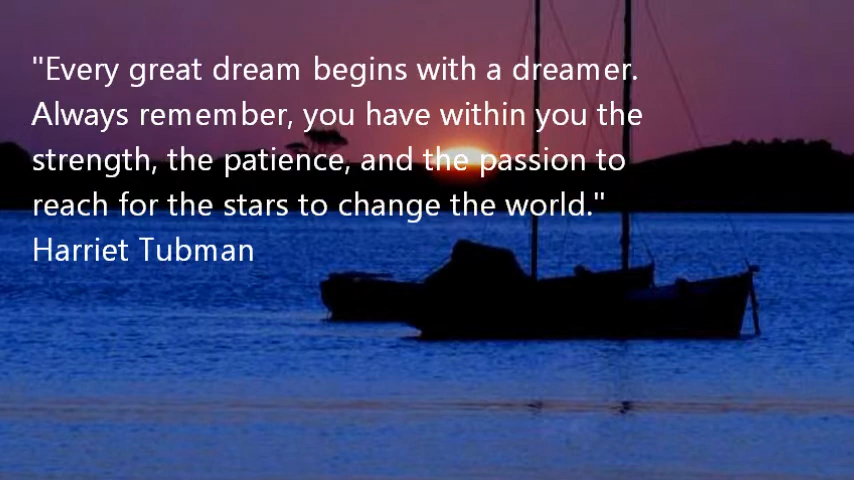 "Every great dream begins with a dreamer.
Always remember, you have within you the
strength, the patience, and the passion to
reach for the stars to change the world."
Harriet Tubman